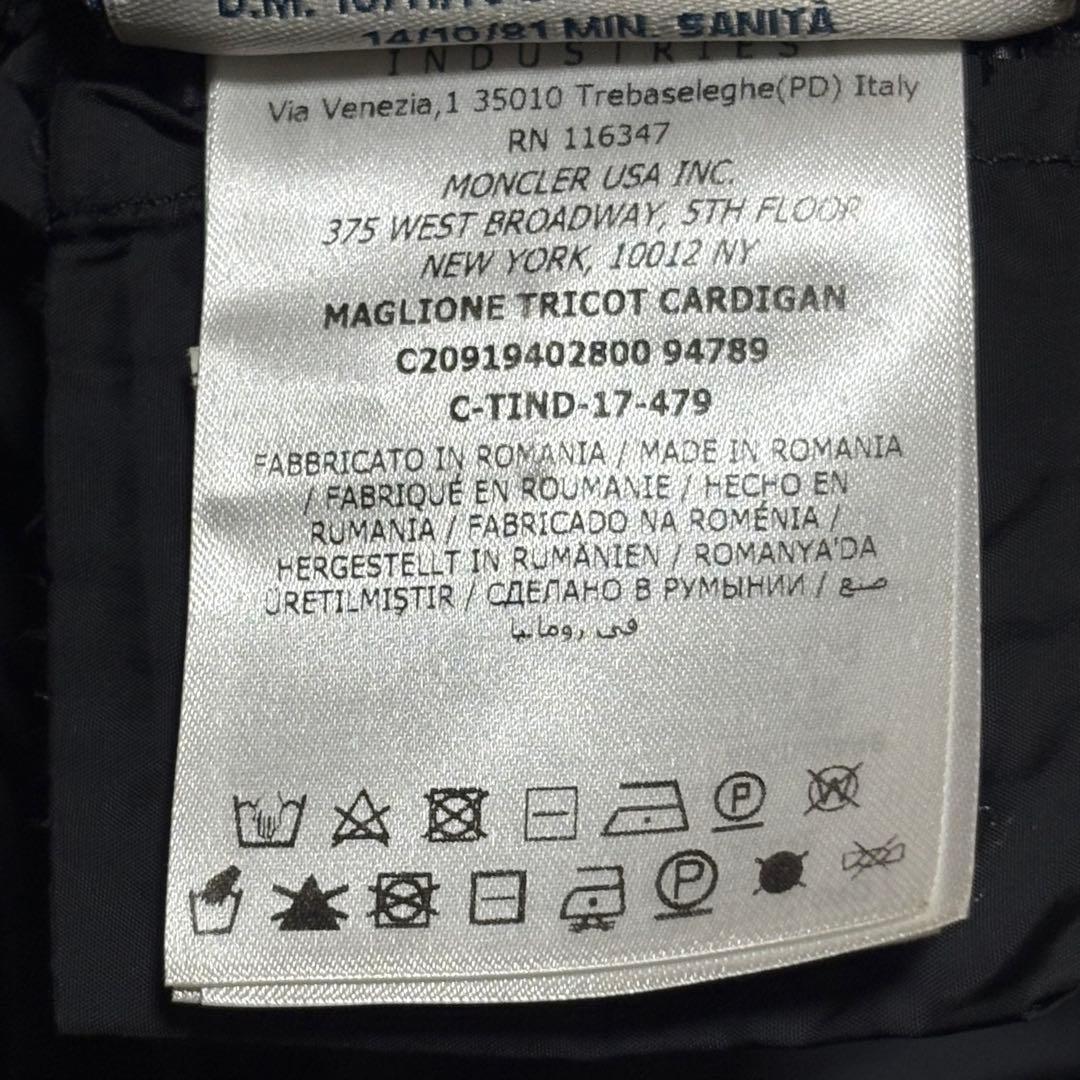 14/10/81 MIN. SANITÀ
INDUSTRIES
Via Venezia,1 35010 Trebaseleghe(PD) Italy
RN 116347
MONCLER USA INC.
375 WEST BROADWAY, 5TH FLOOR
NEW YORK, 10012 NY
MAGLIONE TRICOT CARDIGAN
C20919402800 94789
C-TIND-17-479
FABBRICATO IN ROMANIA / MADE IN ROMANIA
/ FABRIQUÉ EN ROUMANIE / HECHO EN
RUMANIA / FABRICADO NA ROMÉNIA /
HERGESTELLT IN RUMÄNIEN / ROMANYA'DA
ÜRETILMIŞTIR / СДЕЛАНО В РУМЫНИИ / صنع
في رومانيا
P W
P